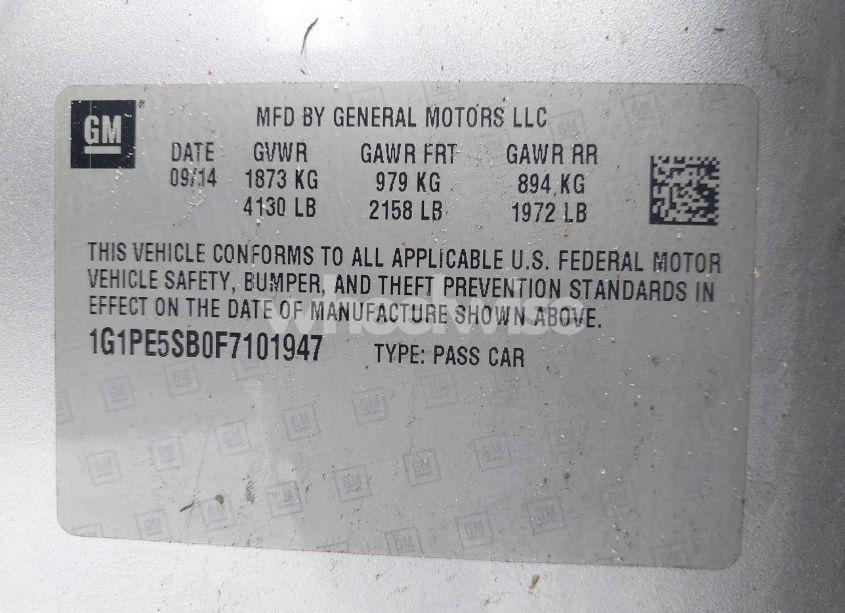 GM
MFD BY GENERAL MOTORS LLC
DATE GVWR GAWR FRT GAWR RR
09/14 1873 KG 979 KG 894 KG
4130 LB 2158 LB 1972 LB
THIS VEHICLE CONFORMS TO ALL APPLICABLE U.S. FEDERAL MOTOR
VEHICLE SAFETY, BUMPER, AND THEFT PREVENTION STANDARDS IN
EFFECT ON THE DATE OF MANUFACTURE SHOWN ABOVE.
1G1PE5SB0F7101947 TYPE: PASS CAR